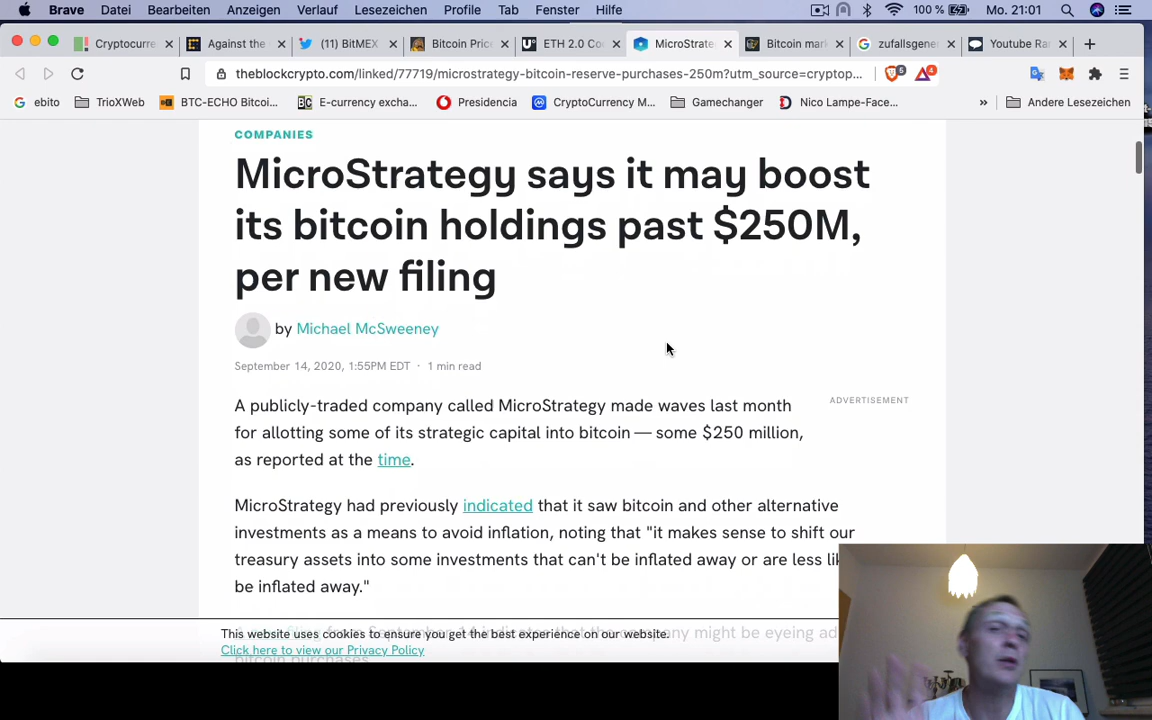 Brave Datei Bearbeiten Anzeigen Verlauf Lesezeichen Profile Tab Fenster Hilfe 100 % Mo. 21:01
Cryptocurre Against the (11) BitMEX Bitcoin Pric ETH 2.0 Co MicroStrate Bitcoin mar zufallsgene Youtube Ra
theblockcrypto.com/linked/77719/microstrategy-bitcoin-reserve-purchases-250m?utm_source=cryptop... 5 4
ebito TrioXWeb BTC-ECHO Bitcoi... E-currency excha... Presidencia CryptoCurrency M... Gamechanger Nico Lampe-Face... » Andere Lesezeichen
COMPANIES
MicroStrategy says it may boost
its bitcoin holdings past $250M,
per new filing
by Michael McSweeney
September 14, 2020, 1:55PM EDT · 1 min read
ADVERTISEMENT
A publicly-traded company called MicroStrategy made waves last month
for allotting some of its strategic capital into bitcoin — some $250 million,
as reported at the time.
MicroStrategy had previously indicated that it saw bitcoin and other alternative
investments as a means to avoid inflation, noting that "it makes sense to shift our
treasury assets into some investments that can't be inflated away or are less lik
be inflated away."
This website uses cookies to ensure you get the best experience on our website.
Click here to view our Privacy Policy
bitcoin purchases.